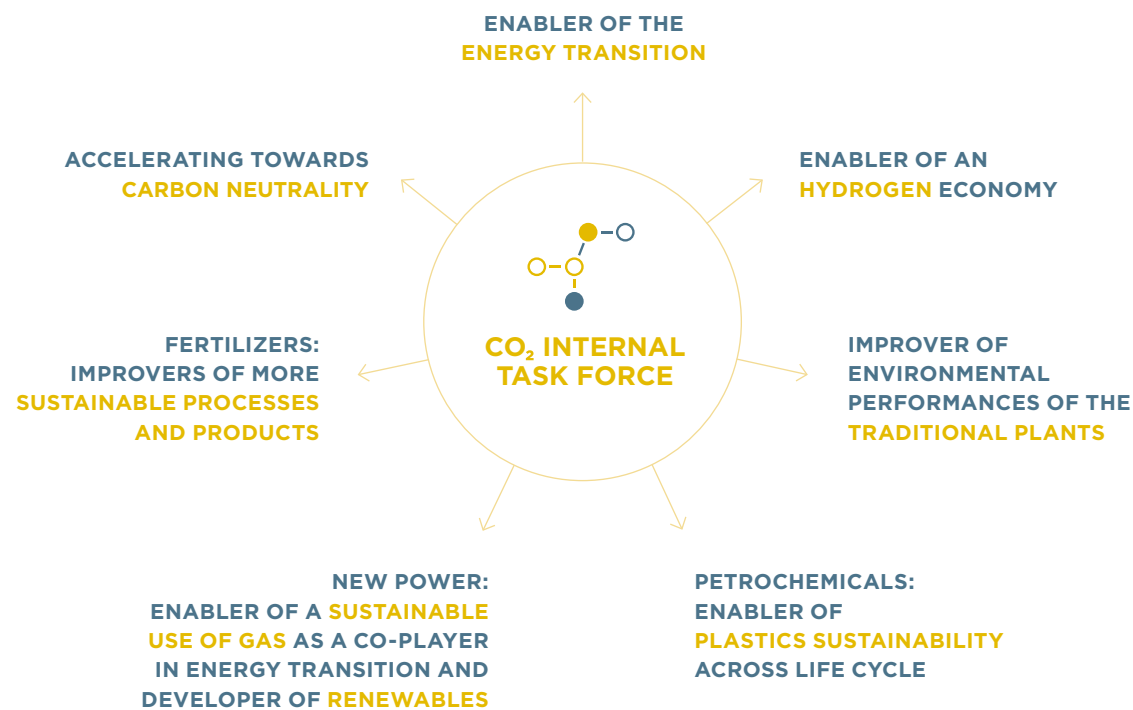 ENABLER OF THE
ENERGY TRANSITION
ACCELERATING TOWARDS
CARBON NEUTRALITY
ENABLER OF AN
HYDROGEN ECONOMY
CO₂ INTERNAL
TASK FORCE
FERTILIZERS:
IMPROVERS OF MORE
SUSTAINABLE PROCESSES
AND PRODUCTS
IMPROVER OF
ENVIRONMENTAL
PERFORMANCES OF THE
TRADITIONAL PLANTS
NEW POWER:
ENABLER OF A SUSTAINABLE
USE OF GAS AS A CO-PLAYER
IN ENERGY TRANSITION AND
DEVELOPER OF RENEWABLES
PETROCHEMICALS:
ENABLER OF
PLASTICS SUSTAINABILITY
ACROSS LIFE CYCLE